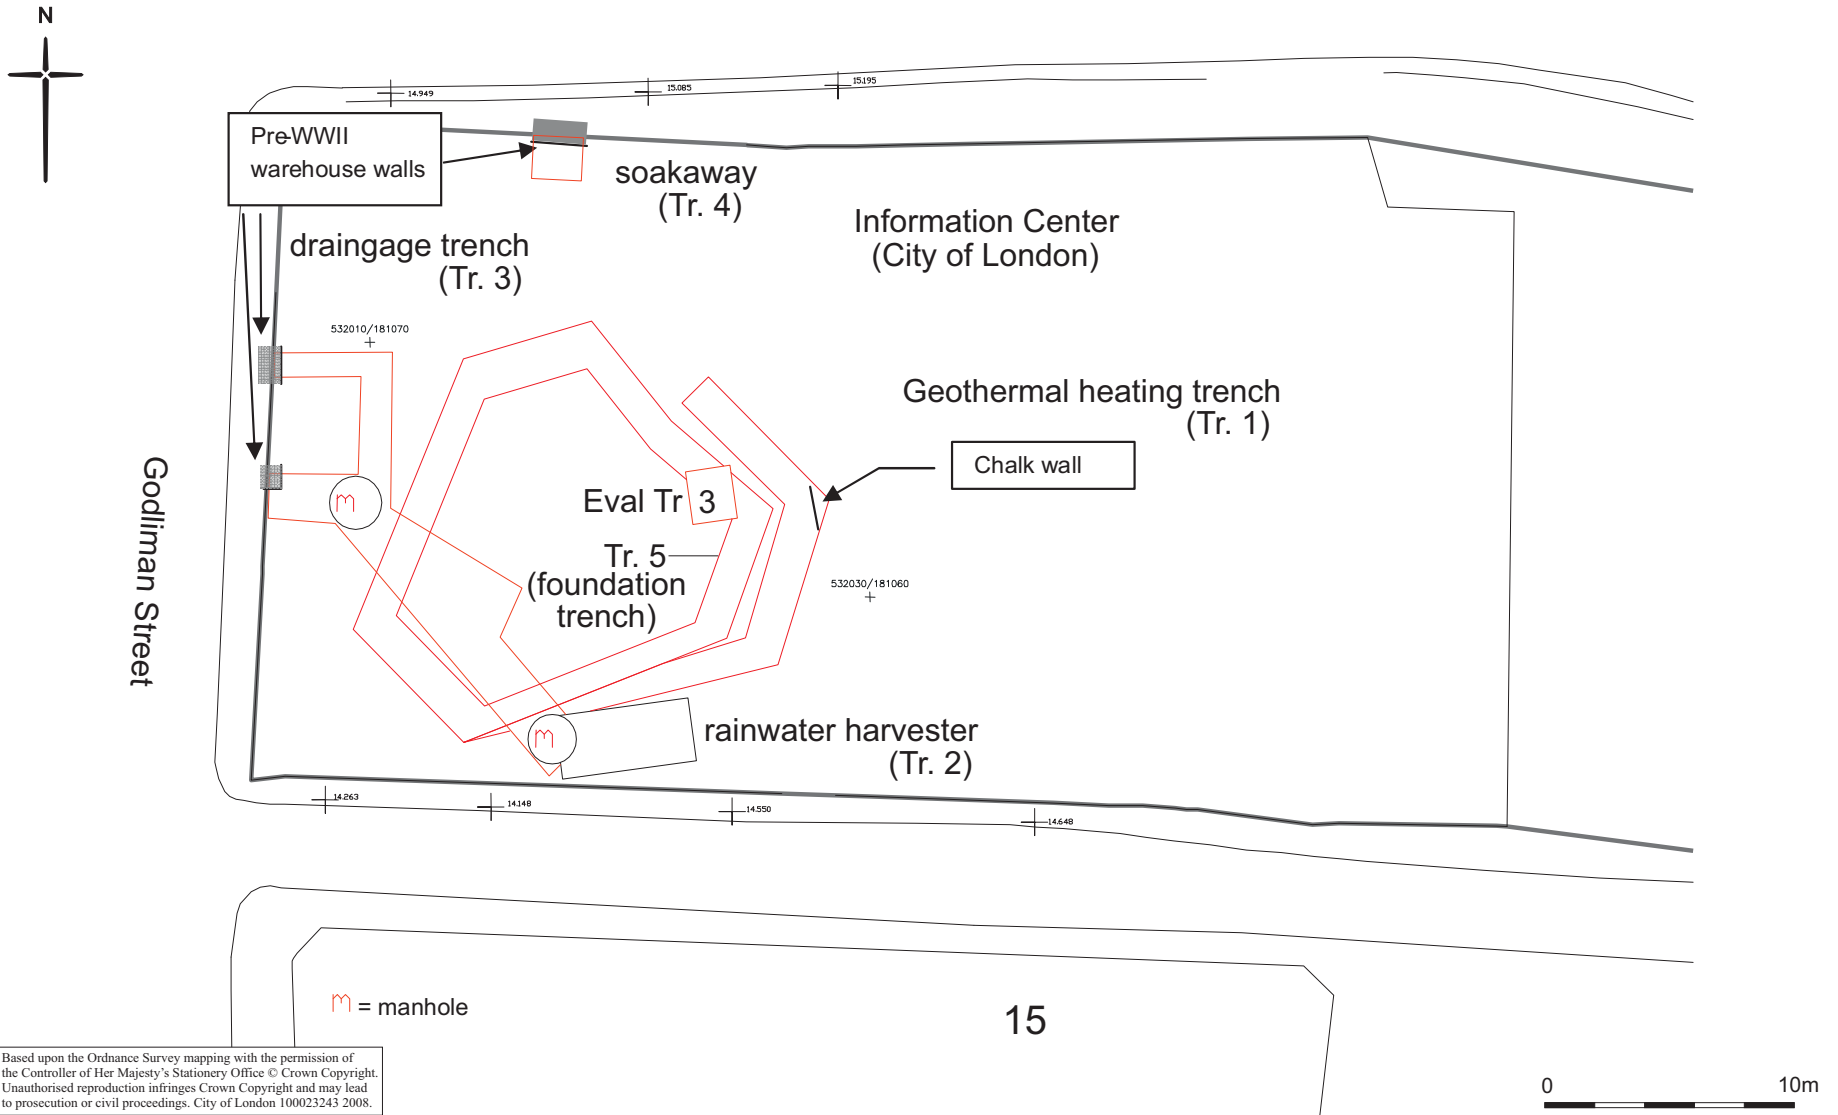 N
14.949
15.085
15.195
Pre-WWII
warehouse walls
soakaway
(Tr. 4)
Information Center
(City of London)
draingage trench
(Tr. 3)
532010/181070
Geothermal heating trench
(Tr. 1)
Chalk wall
Godliman Street
m
Eval Tr 3
Tr. 5
(foundation
trench)
532030/181060
m
rainwater harvester
(Tr. 2)
14.263
14.148
14.550
14.648
m = manhole
15
Based upon the Ordnance Survey mapping with the permission of
the Controller of Her Majesty's Stationery Office © Crown Copyright.
Unauthorised reproduction infringes Crown Copyright and may lead
to prosecution or civil proceedings. City of London 100023243 2008.
0 10m